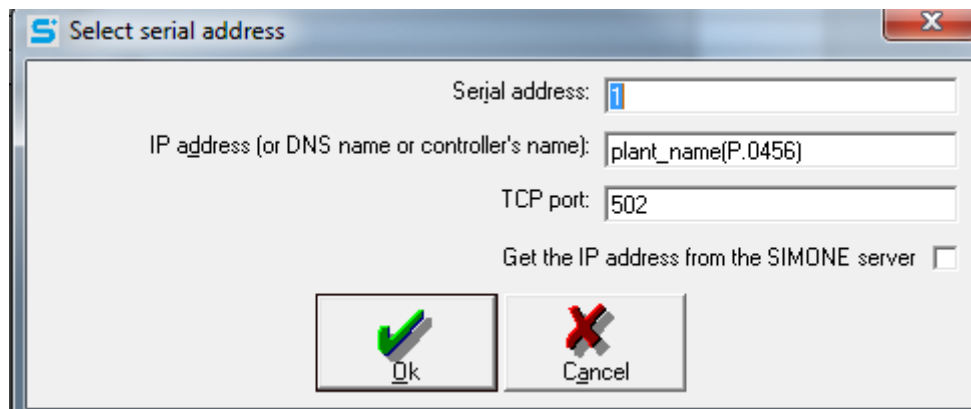 Select serial address
Serial address: 1
IP address (or DNS name or controller's name): plant_name(P.0456)
TCP port: 502
Get the IP address from the SIMONE server
Ok Cancel